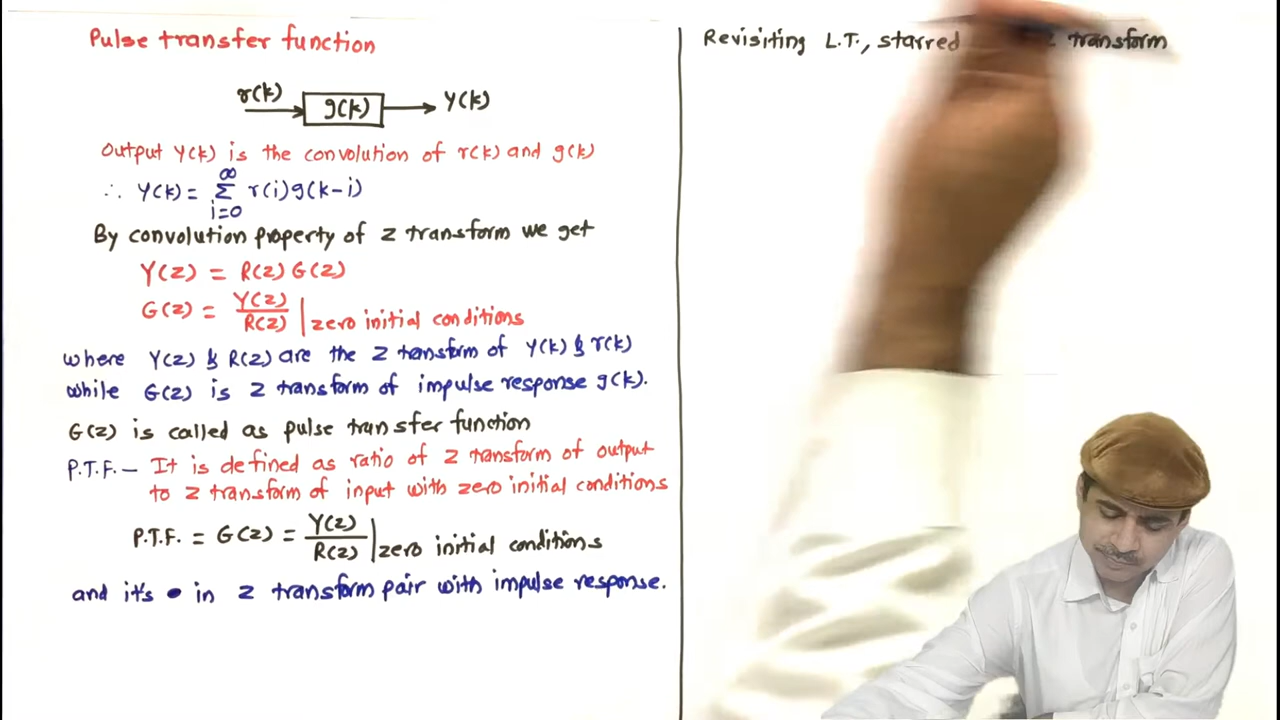 Pulse transfer function
r(k) g(k) y(k)
Output y(k) is the convolution of r(k) and g(k)
∴ y(k) = ∞ Σ i=0 r(i)g(k-i)
By convolution property of z transform we get
Y(z) = R(z) G(z)
G(z) = Y(z)/R(z) | zero initial conditions
where Y(z) & R(z) are the z transform of y(k) & r(k)
while G(z) is z transform of impulse response g(k).
G(z) is called as pulse transfer function
P.T.F. – It is defined as ratio of z transform of output
to z transform of input with zero initial conditions
P.T.F. = G(z) = Y(z)/R(z) | zero initial conditions
and it's in z transform pair with impulse response.
Revisiting L.T., starred z transform